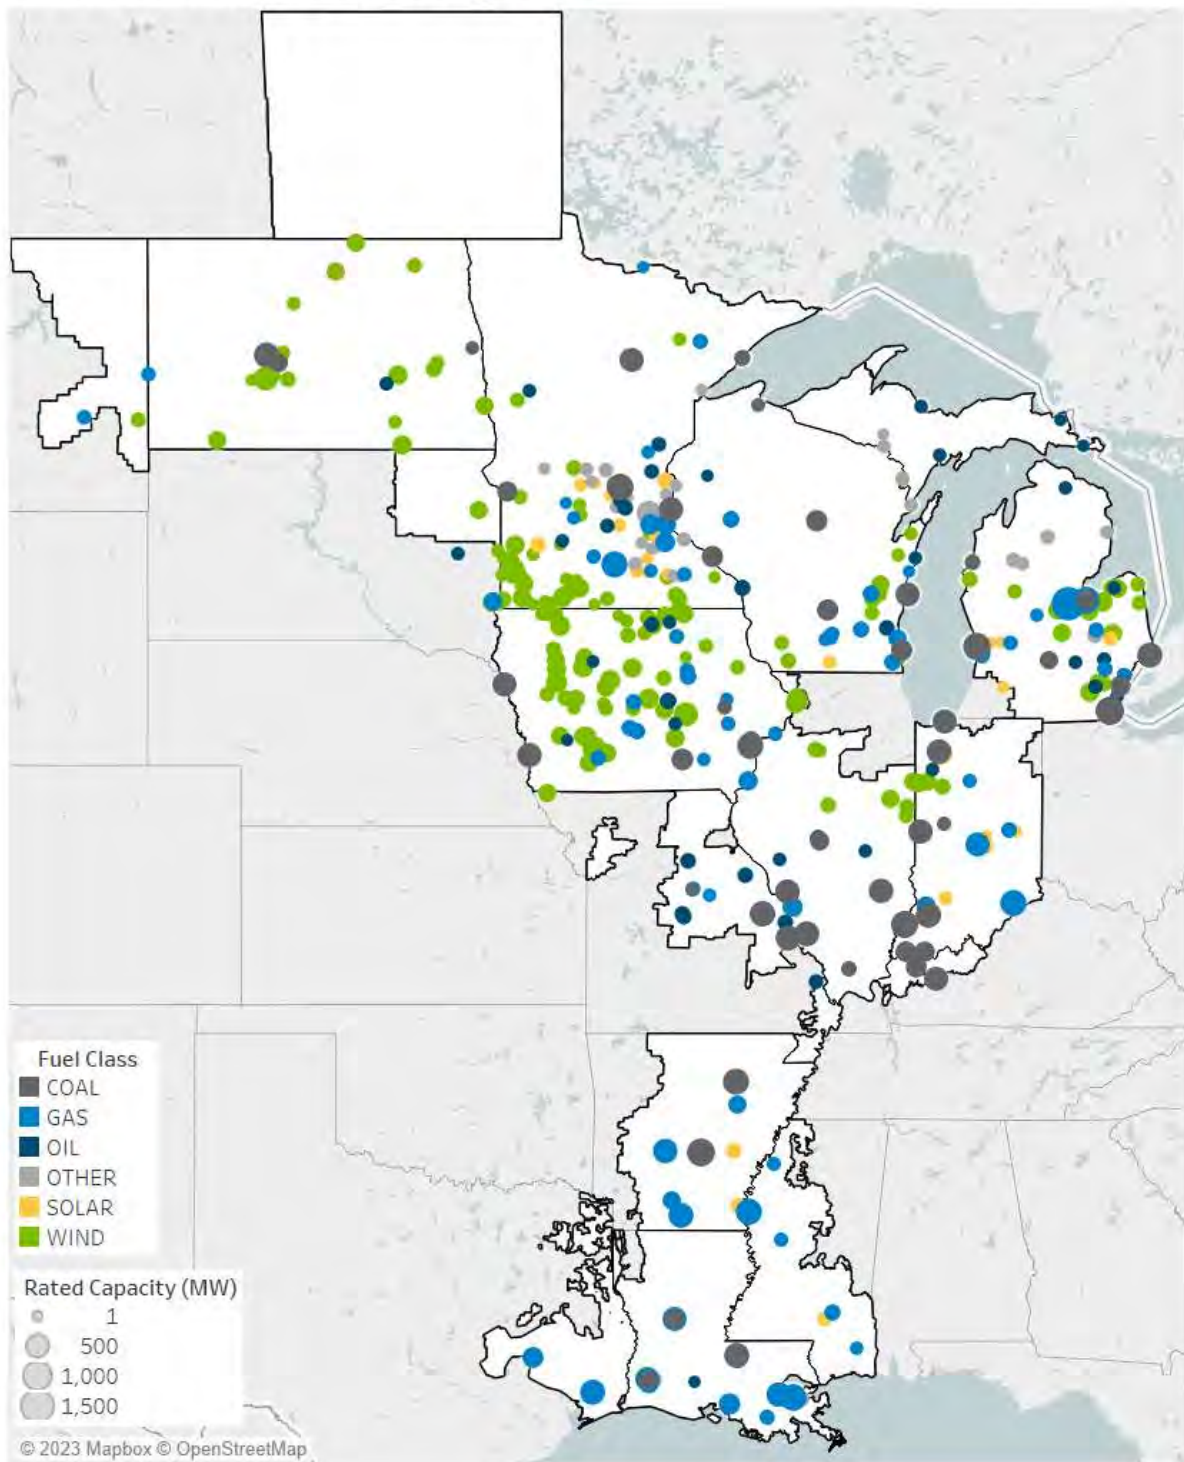 Fuel Class
COAL
GAS
OIL
OTHER
SOLAR
WIND
Rated Capacity (MW)
1
500
1,000
1,500
© 2023 Mapbox © OpenStreetMap